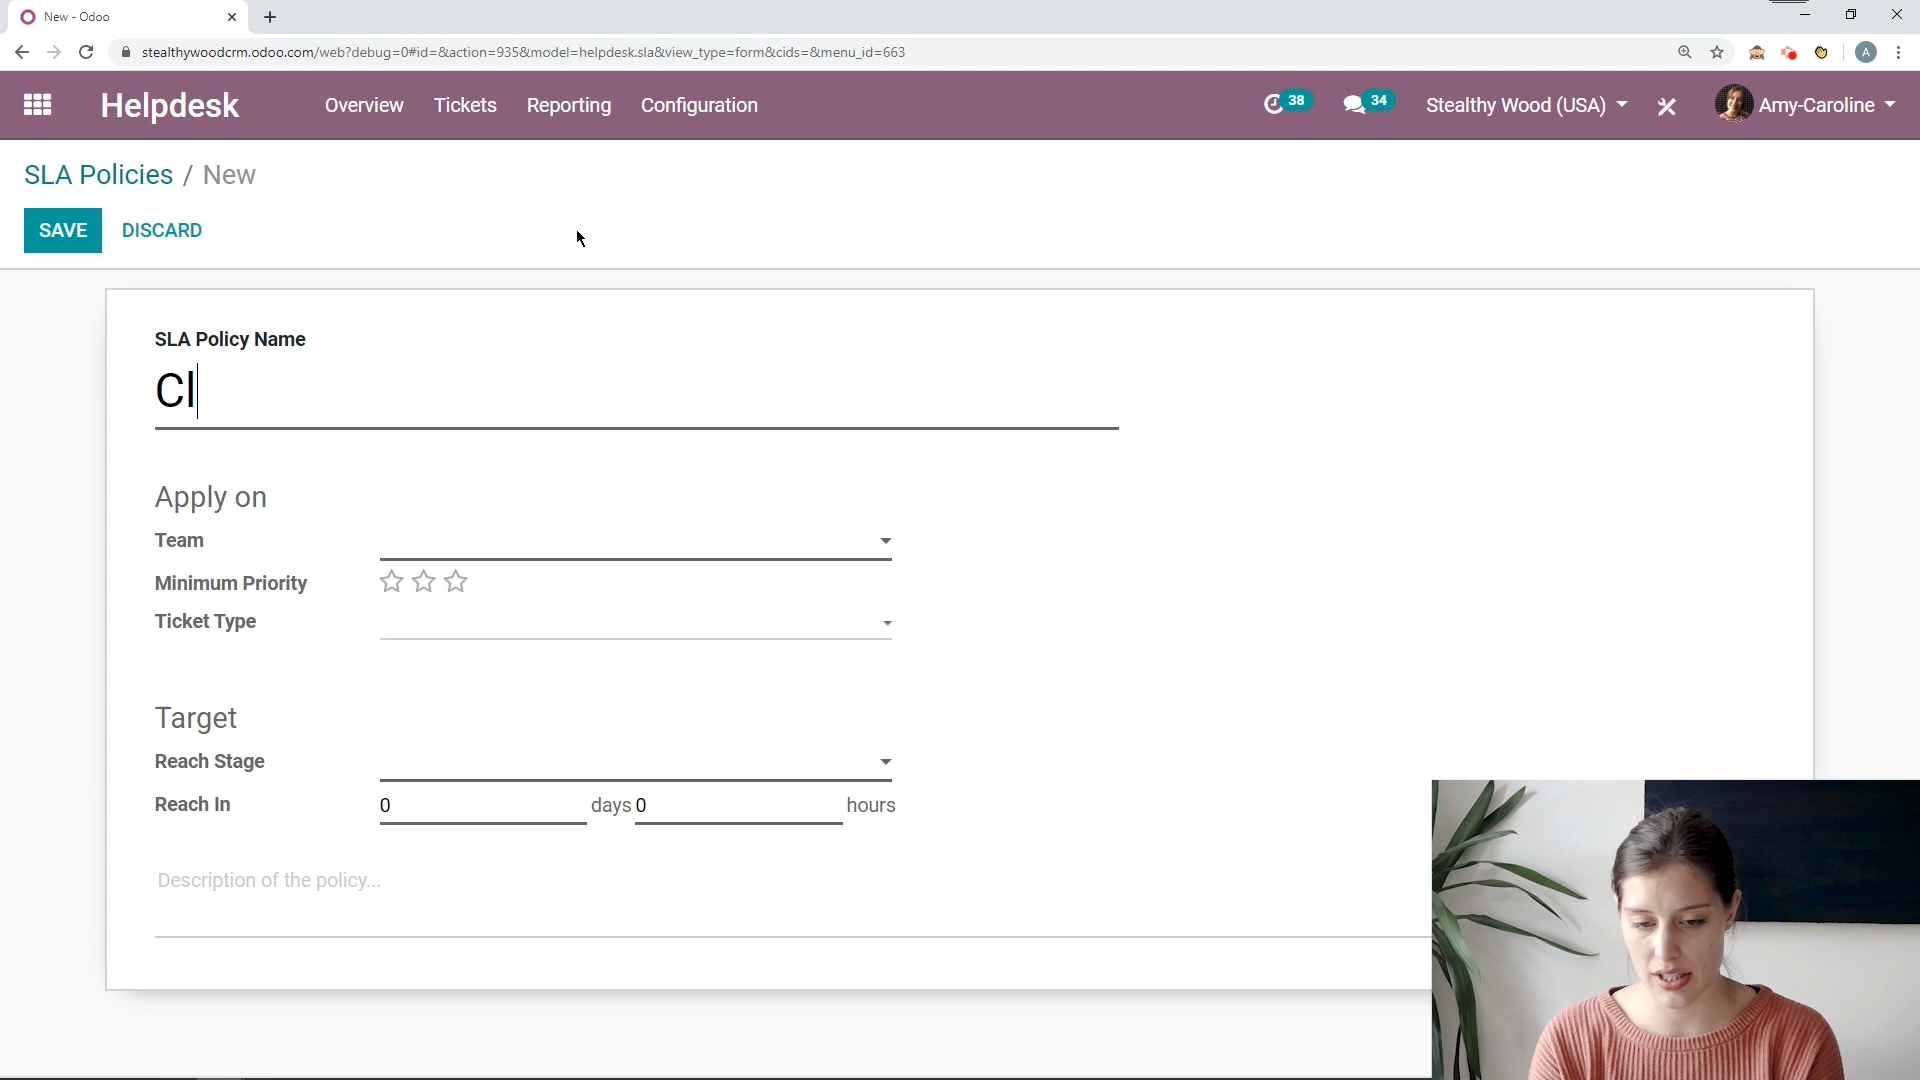 New - Odoo
stealthywoodcrm.odoo.com/web?debug=0#id=&action=935&model=helpdesk.sla&view_type=form&cids=&menu_id=663
A
Helpdesk Overview Tickets Reporting Configuration 38 34 Stealthy Wood (USA) Amy-Caroline
SLA Policies / New
SAVE DISCARD
SLA Policy Name
Cl
Apply on
Team
Minimum Priority
Ticket Type
Target
Reach Stage
Reach In 0 days 0 hours
Description of the policy...